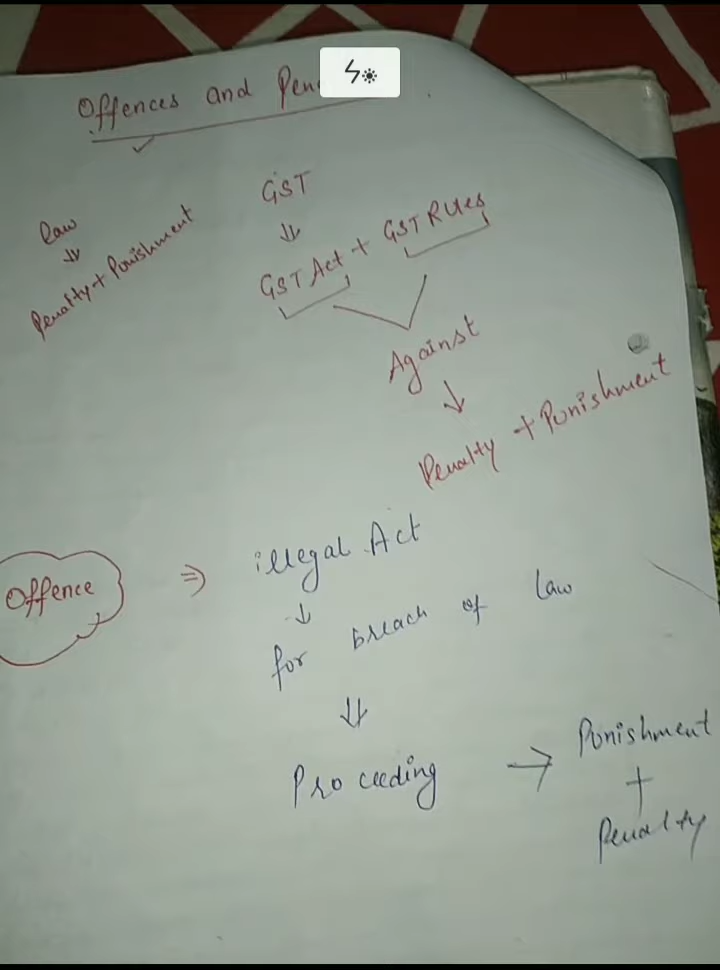 Offences and Pen
Law
⇓
Penalty + Punishment
GST
⇓
GST Act + GST Rules
Against
↓
Penalty + Punishment
Offence ⇒ illegal Act
↓
for breach of law
⇓
Proceeding → Punishment
+
Penalty